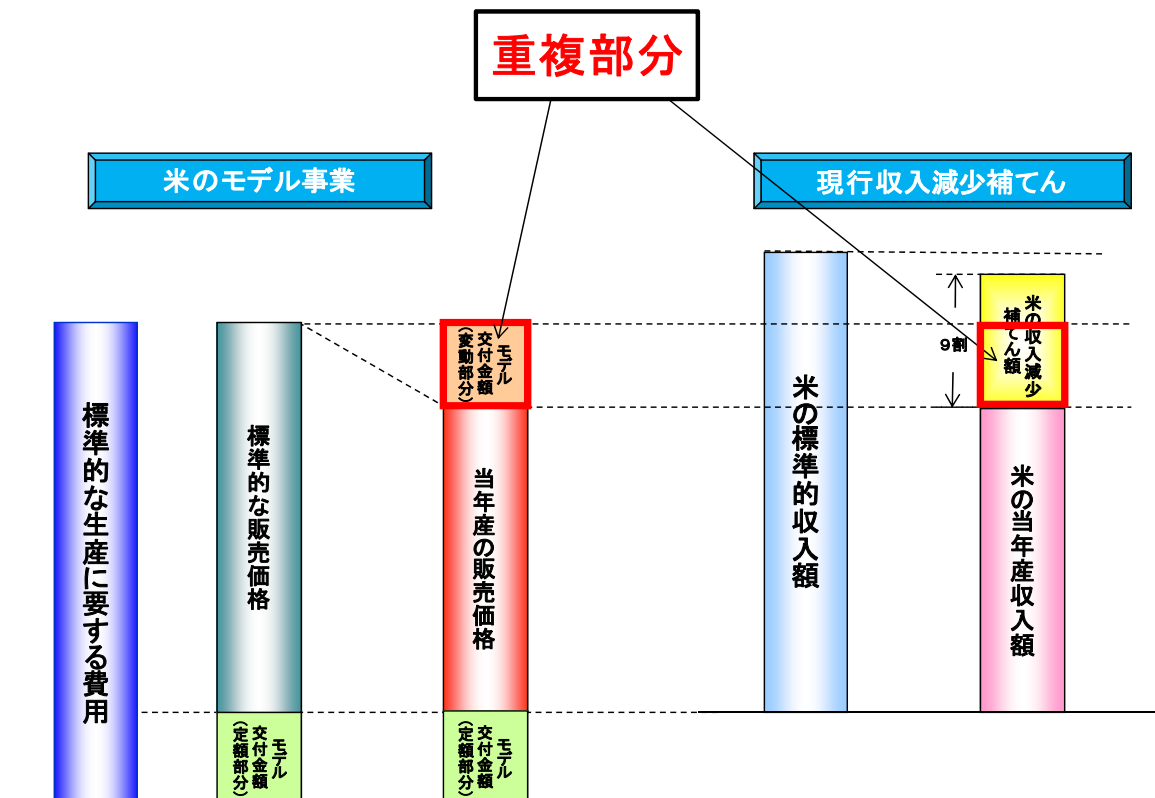 重複部分
米のモデル事業
現行収入減少補てん
標準的な生産に要する費用
標準的な販売価格
モデル
交付金額
（定額部分）
モデル
交付金額
（変動部分）
当年産の販売価格
モデル
交付金額
（定額部分）
米の標準的収入額
9割
米の収入減少
補てん額
米の当年産収入額